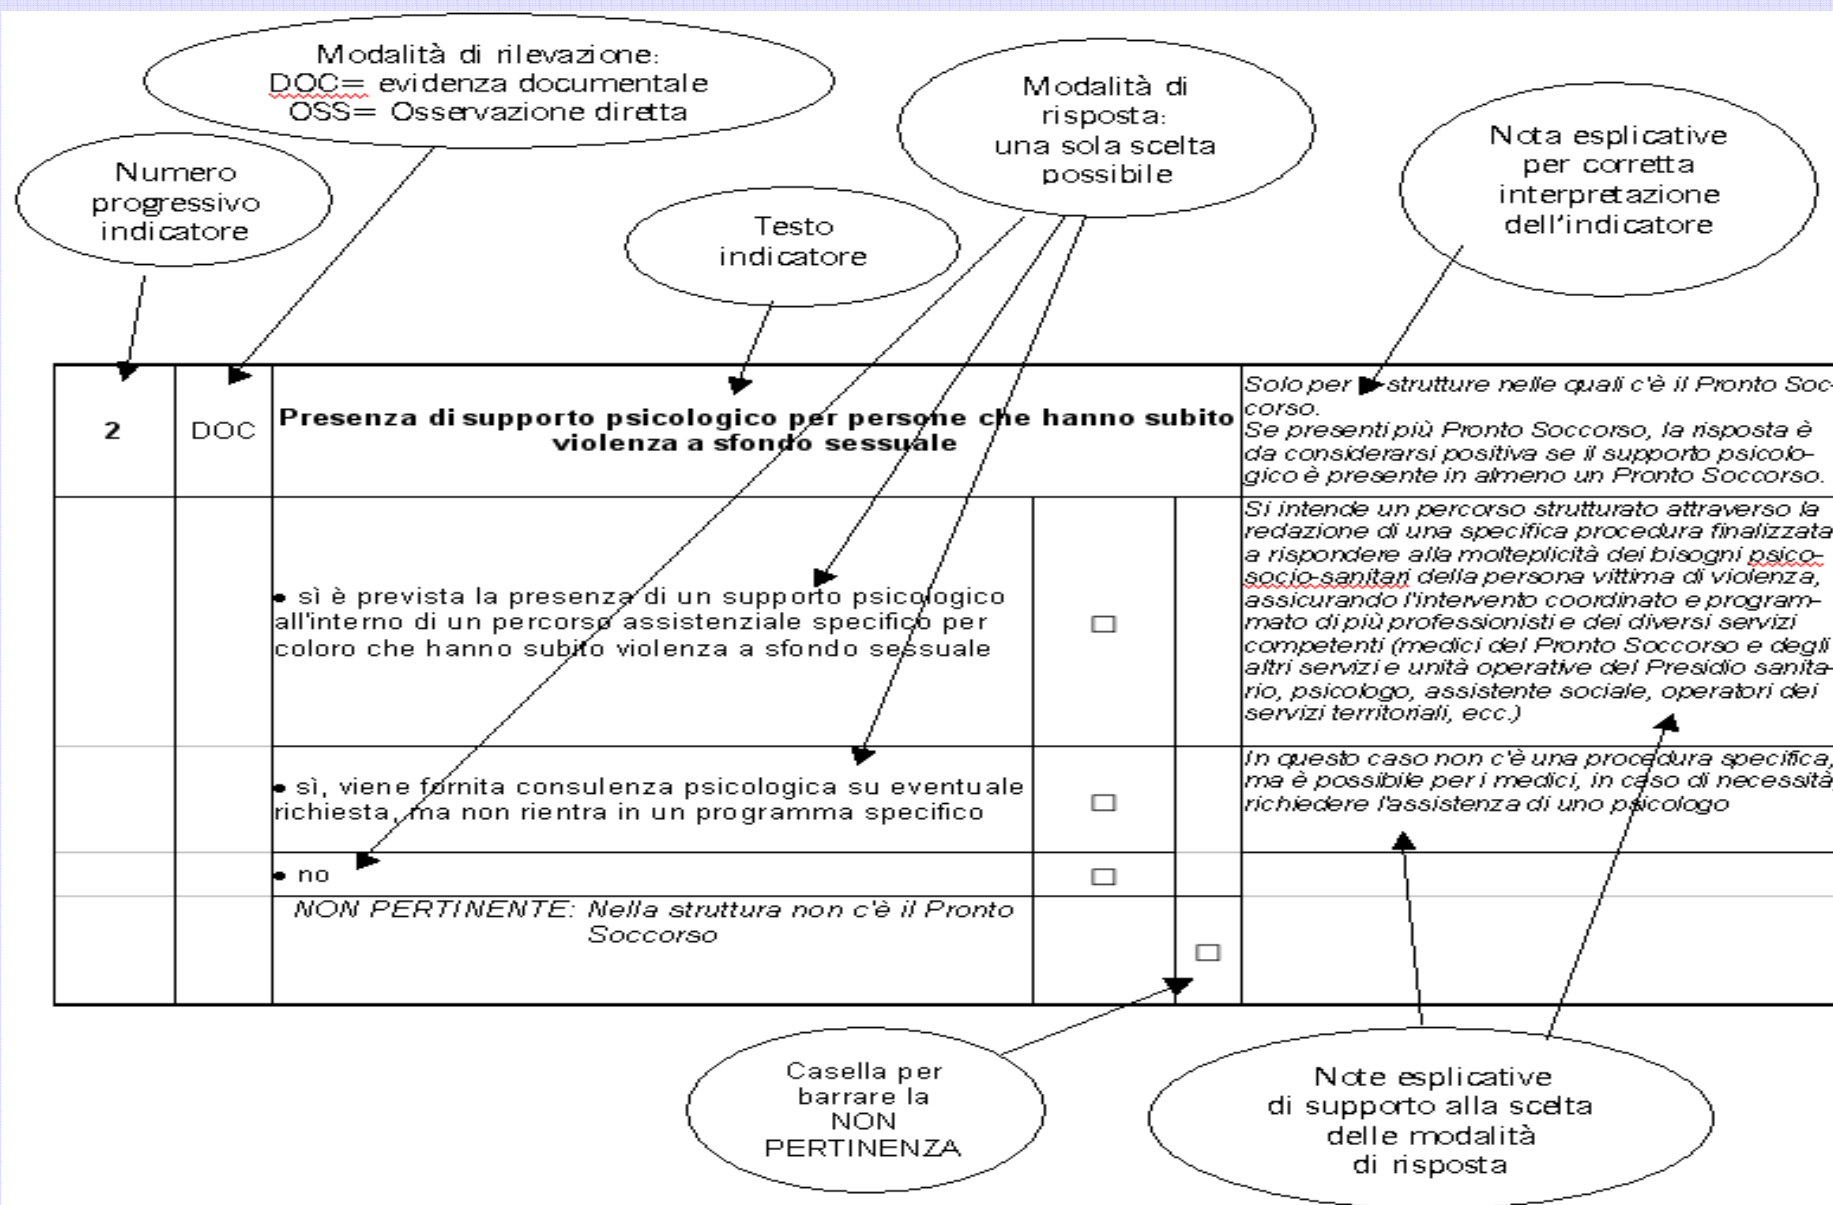 Modalità di rilevazione:
DOC= evidenza documentale
OSS= Osservazione diretta
Modalità di
risposta:
una sola scelta
possibile
Nota esplicative
per corretta
interpretazione
dell'indicatore
Numero
progressivo
indicatore
Testo
indicatore
2
DOC
Presenza di supporto psicologico per persone che hanno subito
violenza a sfondo sessuale
Solo per strutture nelle quali c'è il Pronto Soc-
corso.
Se presenti più Pronto Soccorso, la risposta è
da considerarsi positiva se il supporto psicolo-
gico è presente in almeno un Pronto Soccorso.
• sì è prevista la presenza di un supporto psicologico
all'interno di un percorso assistenziale specifico per
coloro che hanno subito violenza a sfondo sessuale
□
Si intende un percorso strutturato attraverso la
redazione di una specifica procedura finalizzata
a rispondere alla molteplicità dei bisogni psico-
socio-sanitari della persona vittima di violenza,
assicurando l'intervento coordinato e program-
mato di più professionisti e dei diversi servizi
competenti (medici del Pronto Soccorso e degli
altri servizi e unità operative del Presidio sanita-
rio, psicologo, assistente sociale, operatori dei
servizi territoriali, ecc.)
• sì, viene fornita consulenza psicologica su eventuale
richiesta, ma non rientra in un programma specifico
□
In questo caso non c'è una procedura specifica,
ma è possibile per i medici, in caso di necessità,
richiedere l'assistenza di uno psicologo
• no
□
NON PERTINENTE: Nella struttura non c'è il Pronto
Soccorso
□
Casella per
barrare la
NON
PERTINENZA
Note esplicative
di supporto alla scelta
delle modalità
di risposta